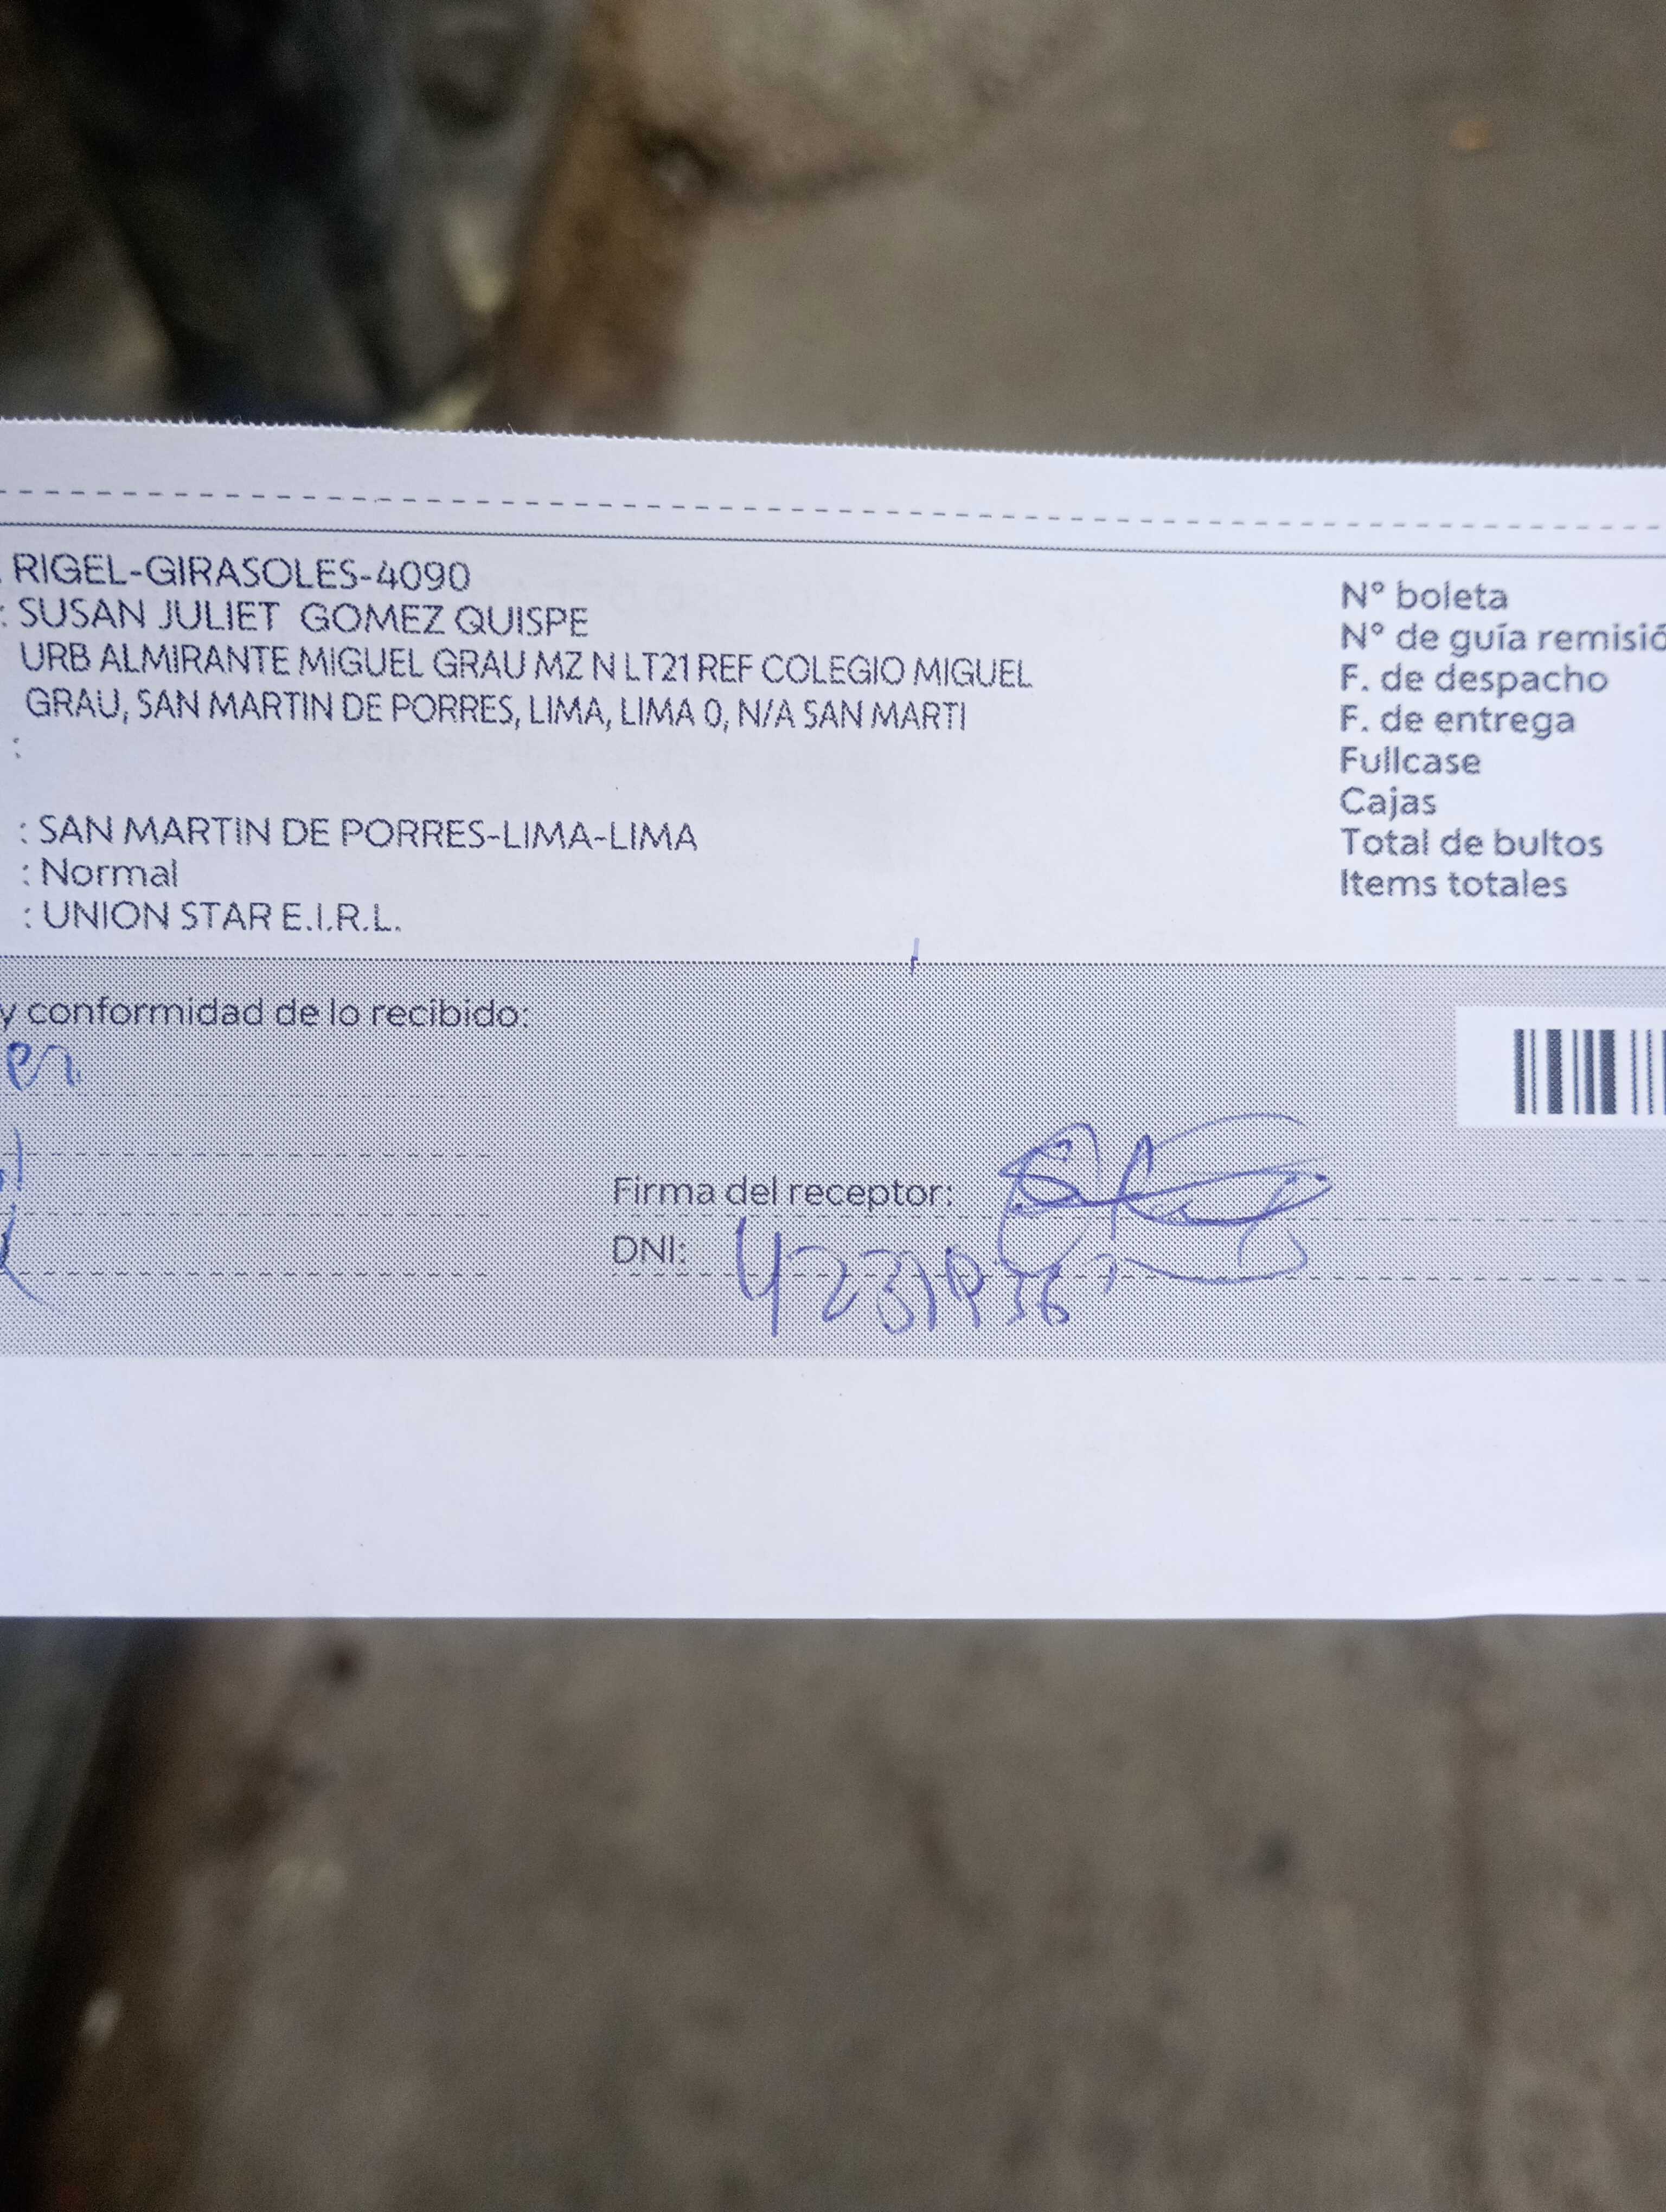 RIGEL-GIRASOLES-4090
: SUSAN JULIET GOMEZ QUISPE
URB ALMIRANTE MIGUEL GRAU MZ N LT21 REF COLEGIO MIGUEL
GRAU, SAN MARTIN DE PORRES, LIMA, LIMA 0, N/A SAN MARTI
:
: SAN MARTIN DE PORRES-LIMA-LIMA
: Normal
: UNION STAR E.I.R.L.
N° boleta
N° de guía remisió
F. de despacho
F. de entrega
Fullcase
Cajas
Total de bultos
Items totales
y conformidad de lo recibido:
Firma del receptor:
DNI: